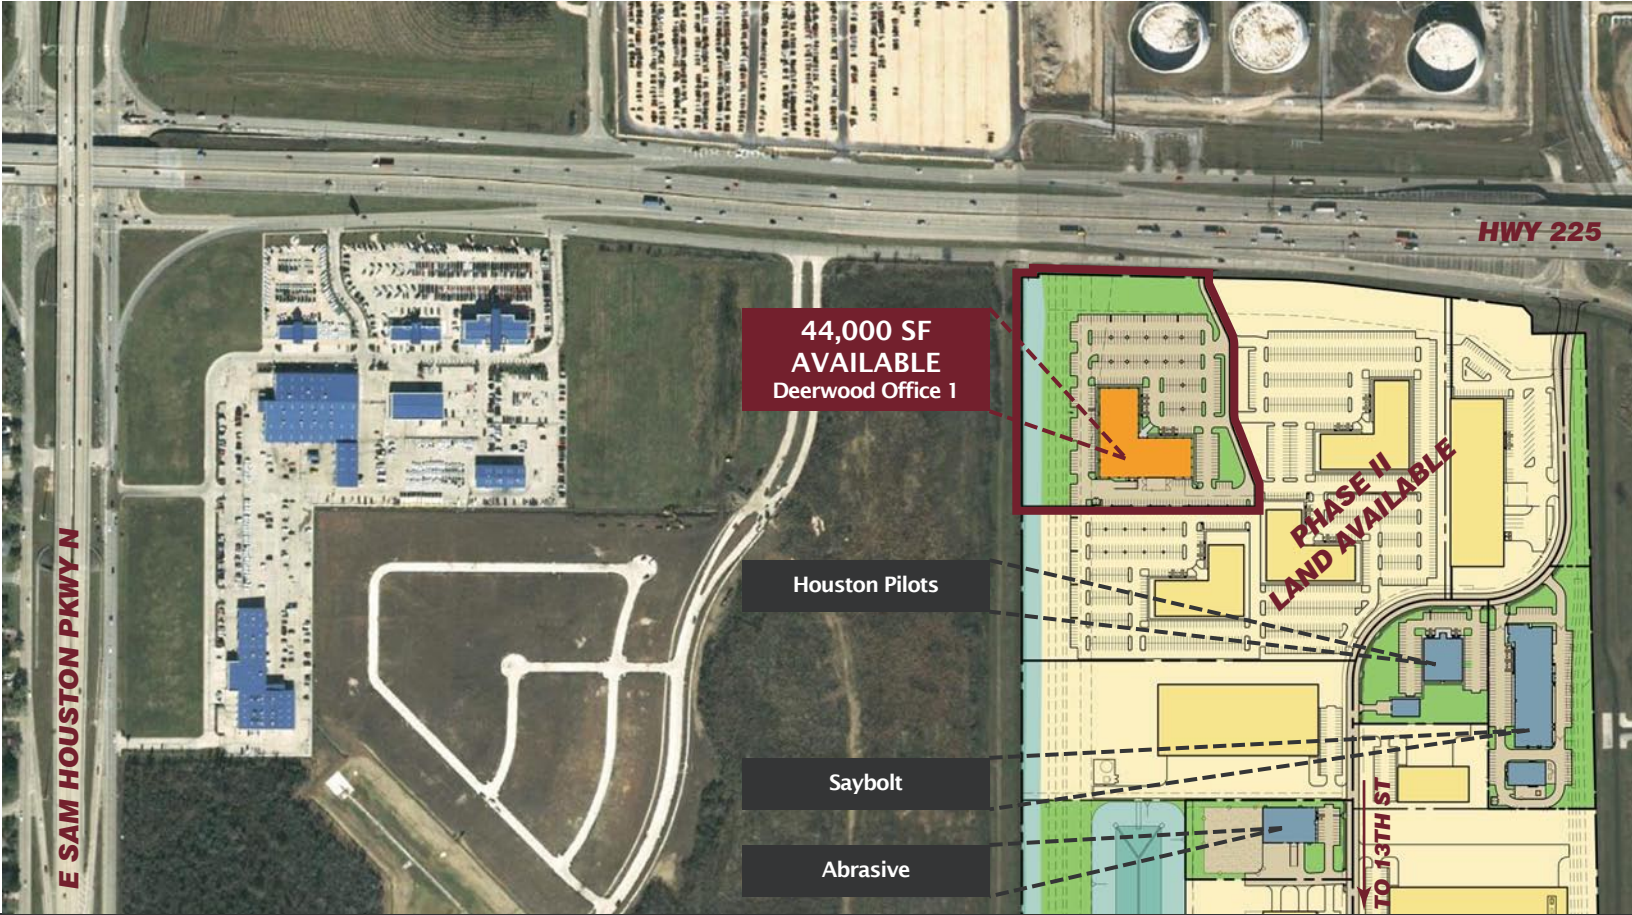 HWY 225
44,000 SF
AVAILABLE
Deerwood Office 1
PHASE II
LAND AVAILABLE
Houston Pilots
E SAM HOUSTON PKWY N
Saybolt
TO 13TH ST
Abrasive